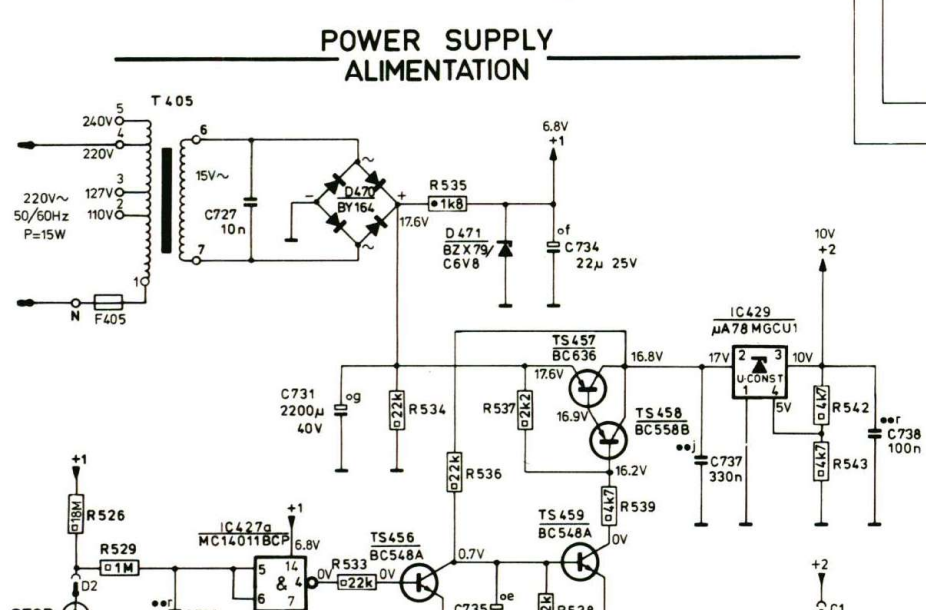 POWER SUPPLY
ALIMENTATION
T405
5
240V
4
220V
3
127V
2
110V
220V~
50/60Hz
P=15W
1
N
F405
6
15V~
7
C727
10n
~
-
D470
BY164
+
~
17.6V
R535
1k8
6.8V
+1
D471
BZX79/
C6V8
of
C734
22µ 25V
10V
+2
IC429
µA78MGCU1
17V
2
3
10V
U-CONST
1
4
5V
4k7
R542
4k7
R543
r
C738
100n
TS457
BC636
16.8V
17.6V
16.9V
TS458
BC558B
16.2V
C731
2200µ
40V
og
22k
R534
R537
2k2
22k
R536
j
C737
330n
4k7
R539
0V
TS459
BC548A
+1
18M
R526
R529
1M
D2
r
IC427a
MC14011BCP
+1
6.8V
5
14
&
4
6
7
0V
R533
22k
0V
TS456
BC548A
0.7V
oe
C735
2k
R538
+2
C1